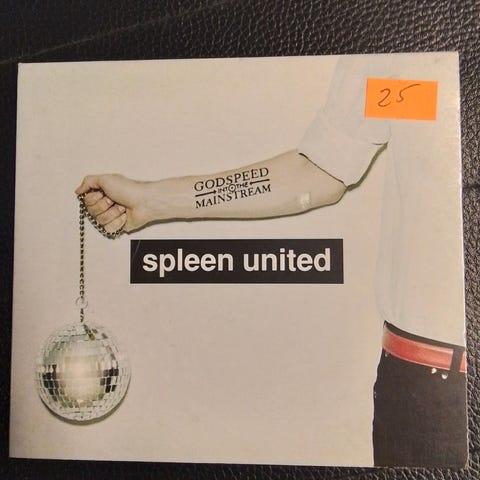 25
GODSPEED
INTO THE
MAINSTREAM
spleen united